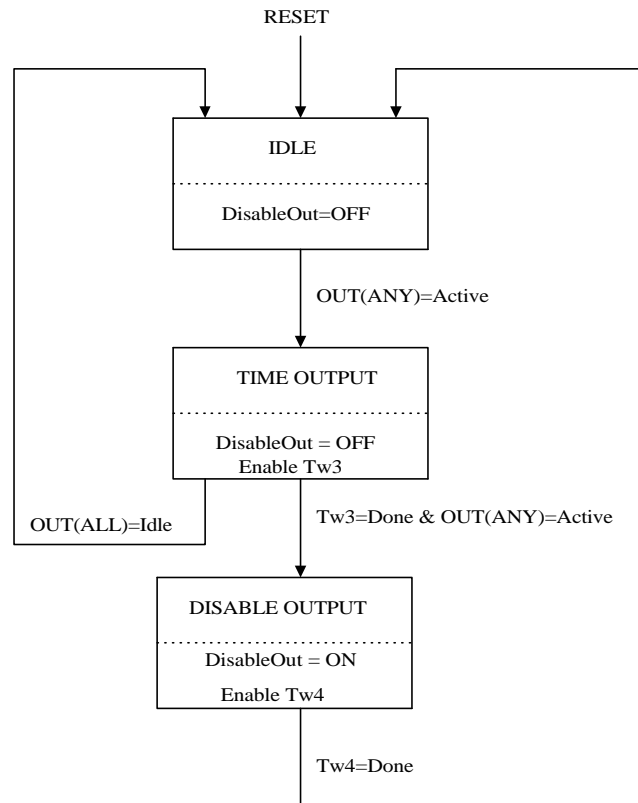 RESET
IDLE
DisableOut=OFF
OUT(ANY)=Active
TIME OUTPUT
DisableOut = OFF
Enable Tw3
OUT(ALL)=Idle
Tw3=Done & OUT(ANY)=Active
DISABLE OUTPUT
DisableOut = ON
Enable Tw4
Tw4=Done